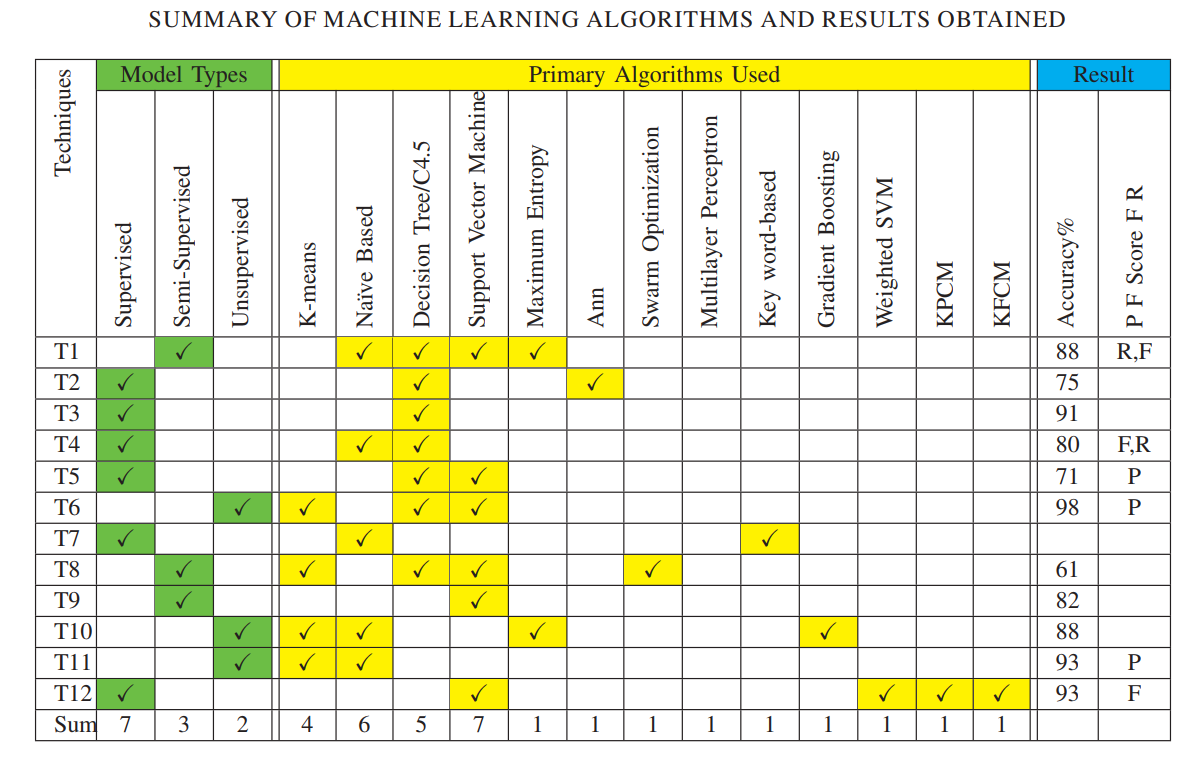 SUMMARY OF MACHINE LEARNING ALGORITHMS AND RESULTS OBTAINED
Techniques Model Types Primary Algorithms Used Result
Supervised Semi-Supervised Unsupervised K-means Naïve Based Decision Tree/C4.5 Support Vector Machine Maximum Entropy Ann Swarm Optimization Multilayer Perceptron Key word-based Gradient Boosting Weighted SVM KPCM KFCM Accuracy% P F Score F R
T1 ✓ ✓ ✓ ✓ ✓ 88 R,F
T2 ✓ ✓ ✓ 75
T3 ✓ ✓ 91
T4 ✓ ✓ ✓ 80 F,R
T5 ✓ ✓ ✓ 71 P
T6 ✓ ✓ ✓ ✓ 98 P
T7 ✓ ✓ ✓
T8 ✓ ✓ ✓ ✓ ✓ 61
T9 ✓ ✓ 82
T10 ✓ ✓ ✓ ✓ ✓ 88
T11 ✓ ✓ ✓ 93 P
T12 ✓ ✓ ✓ ✓ ✓ 93 F
Sum 7 3 2 4 6 5 7 1 1 1 1 1 1 1 1 1